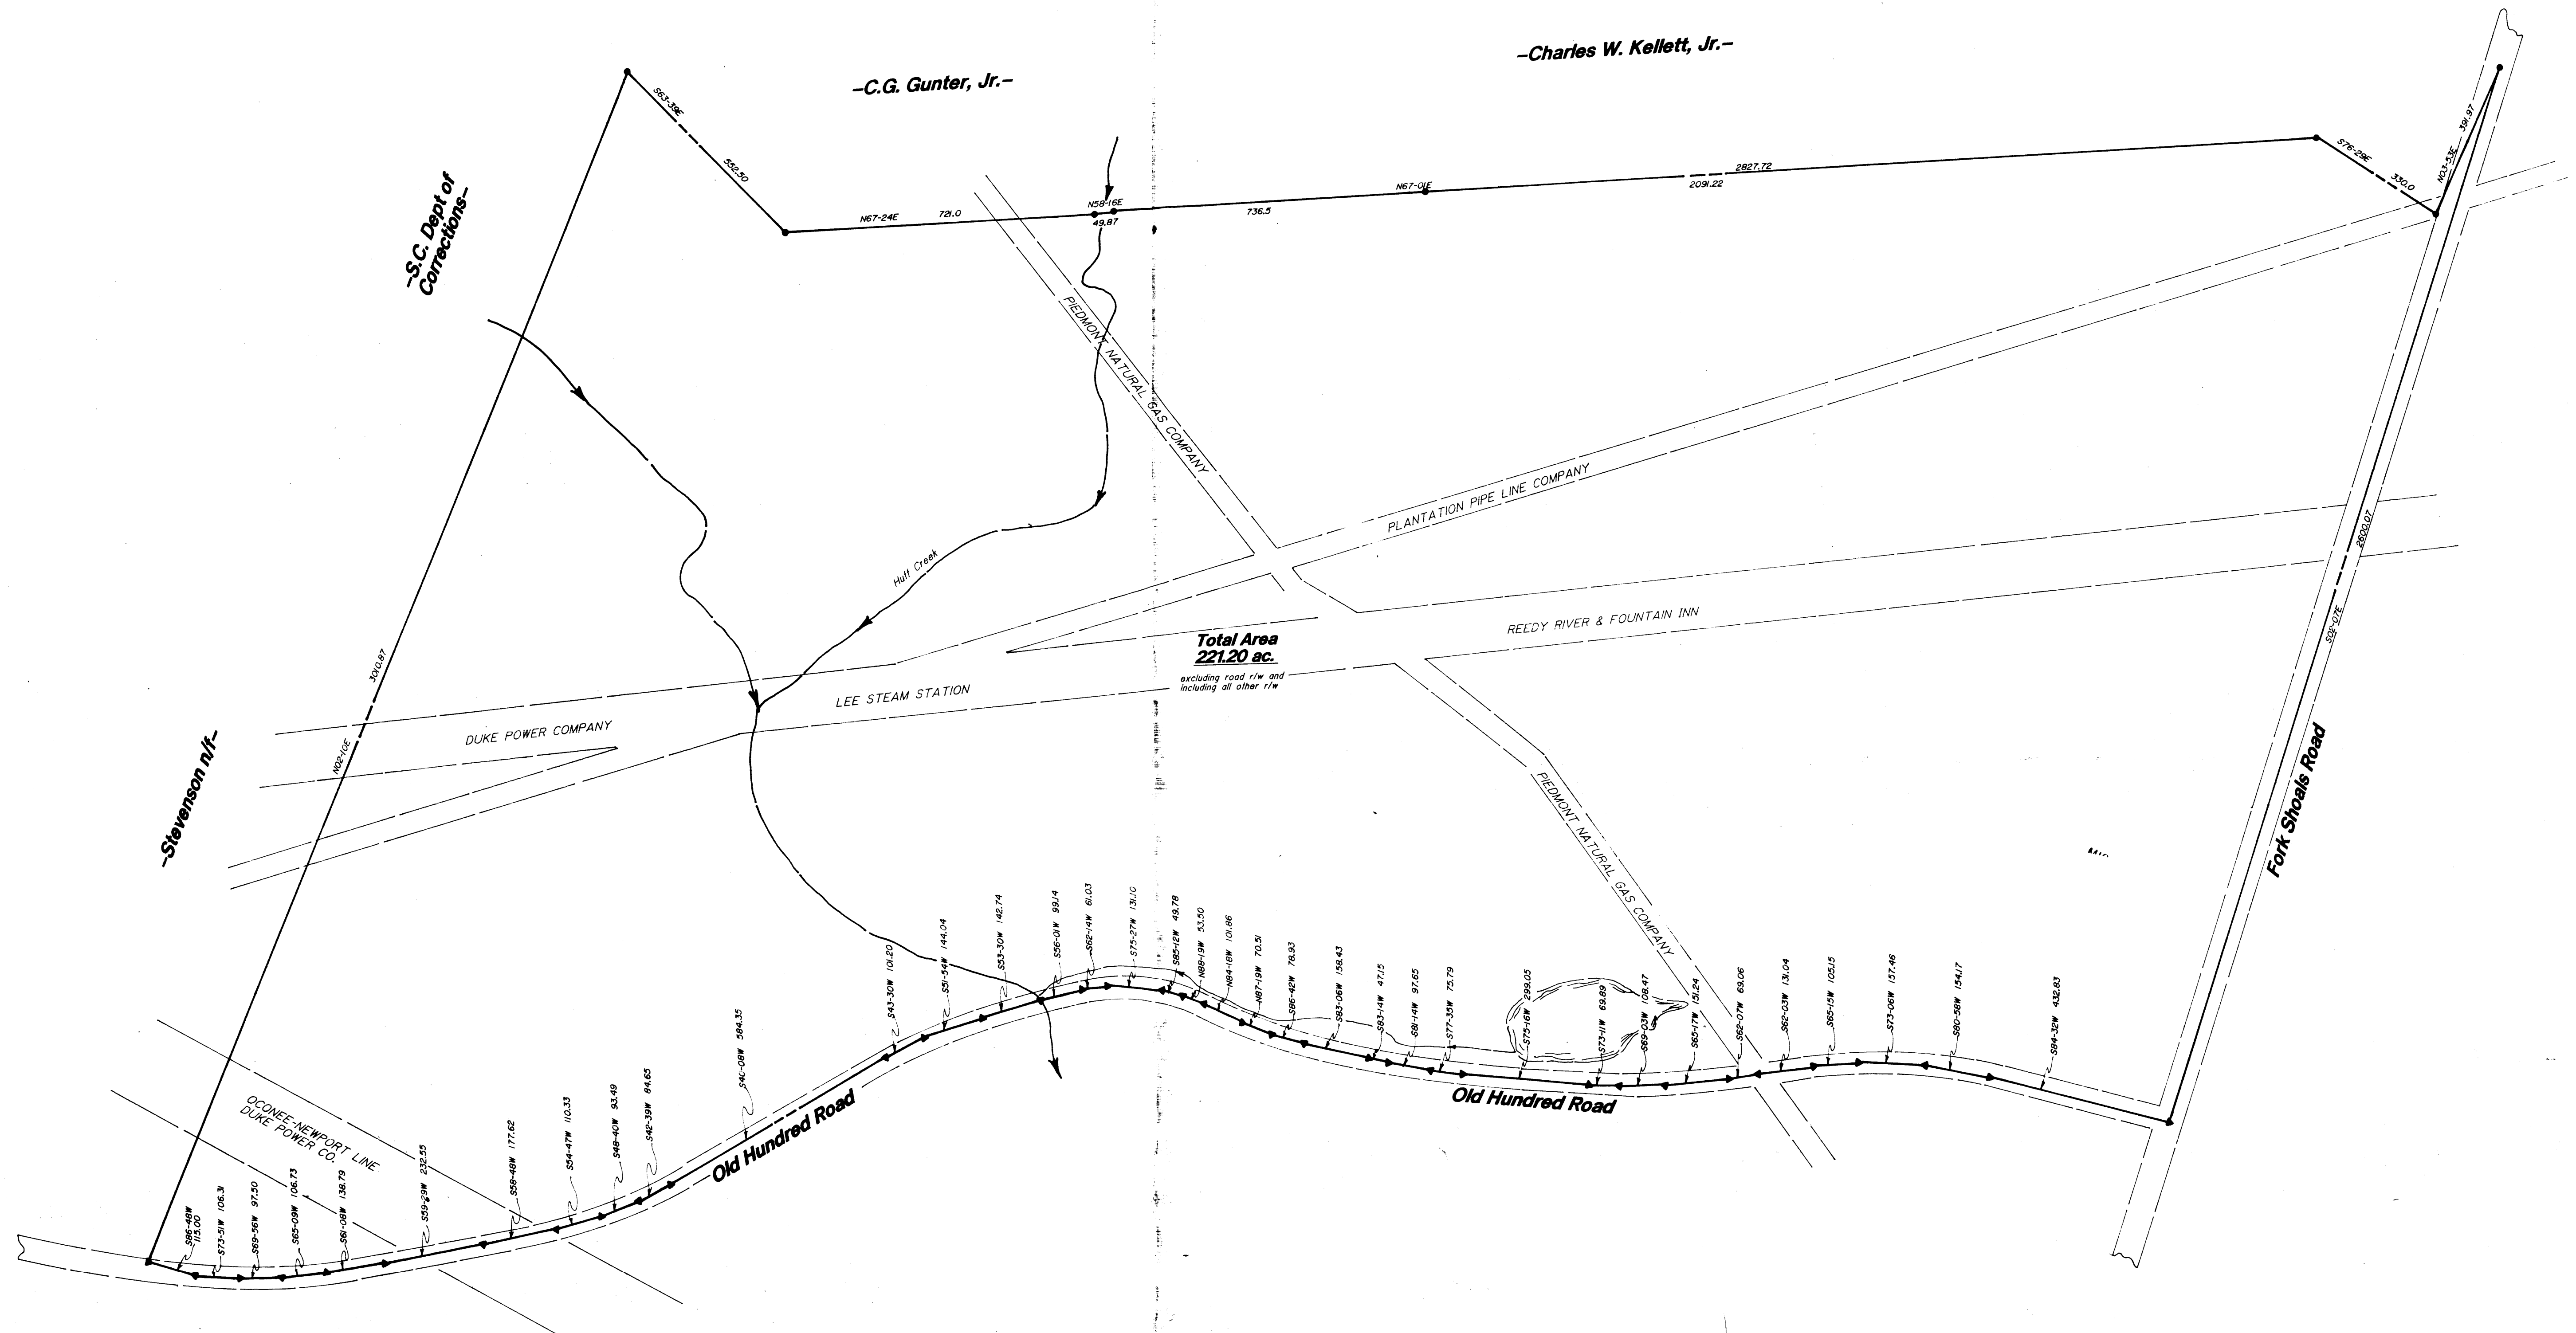 -Charles W. Kellett, Jr.-
-C.G. Gunter, Jr.-
S63-39E
552.50
N67-24E
721.0
N58-16E
49.87
736.5
N67-01E
2827.72
2091.22
S76-29E
330.0
N03-53E
391.97
-S.C. Dept of
Corrections-
PIEDMONT NATURAL GAS COMPANY
PLANTATION PIPE LINE COMPANY
Huff Creek
2600.07
S02-07E
REEDY RIVER & FOUNTAIN INN
Total Area
221.20 ac.
excluding road r/w and
including all other r/w
LEE STEAM STATION
DUKE POWER COMPANY
3010.87
N02-10E
-Stevenson n/f-
Fork Shoals Road
PIEDMONT NATURAL GAS COMPANY
OCONEE-NEWPORT LINE
DUKE POWER CO.
S86-48W
115.00
S73-51W 106.31
S69-56W 97.50
S65-09W 106.73
S61-08W 138.79
S59-29W 232.55
S58-48W 177.62
S54-47W 110.33
S48-40W 93.49
S42-39W 84.65
S40-08W 584.35
S43-30W 101.20
S51-54W 144.04
S53-30W 142.74
S56-01W 99.14
S62-14W 61.03
S75-27W 131.10
S85-12W 49.78
N88-19W 53.50
N84-18W 101.86
N87-19W 70.51
S86-42W 78.93
S83-06W 158.43
S83-14W 47.15
S81-14W 97.65
S77-35W 75.79
S75-16W 299.05
S73-11W 69.89
S69-03W 108.47
S65-17W 151.24
S62-07W 69.06
S62-03W 131.04
S65-15W 105.15
S73-06W 157.46
S80-58W 154.17
S84-32W 432.83
Old Hundred Road
Old Hundred Road